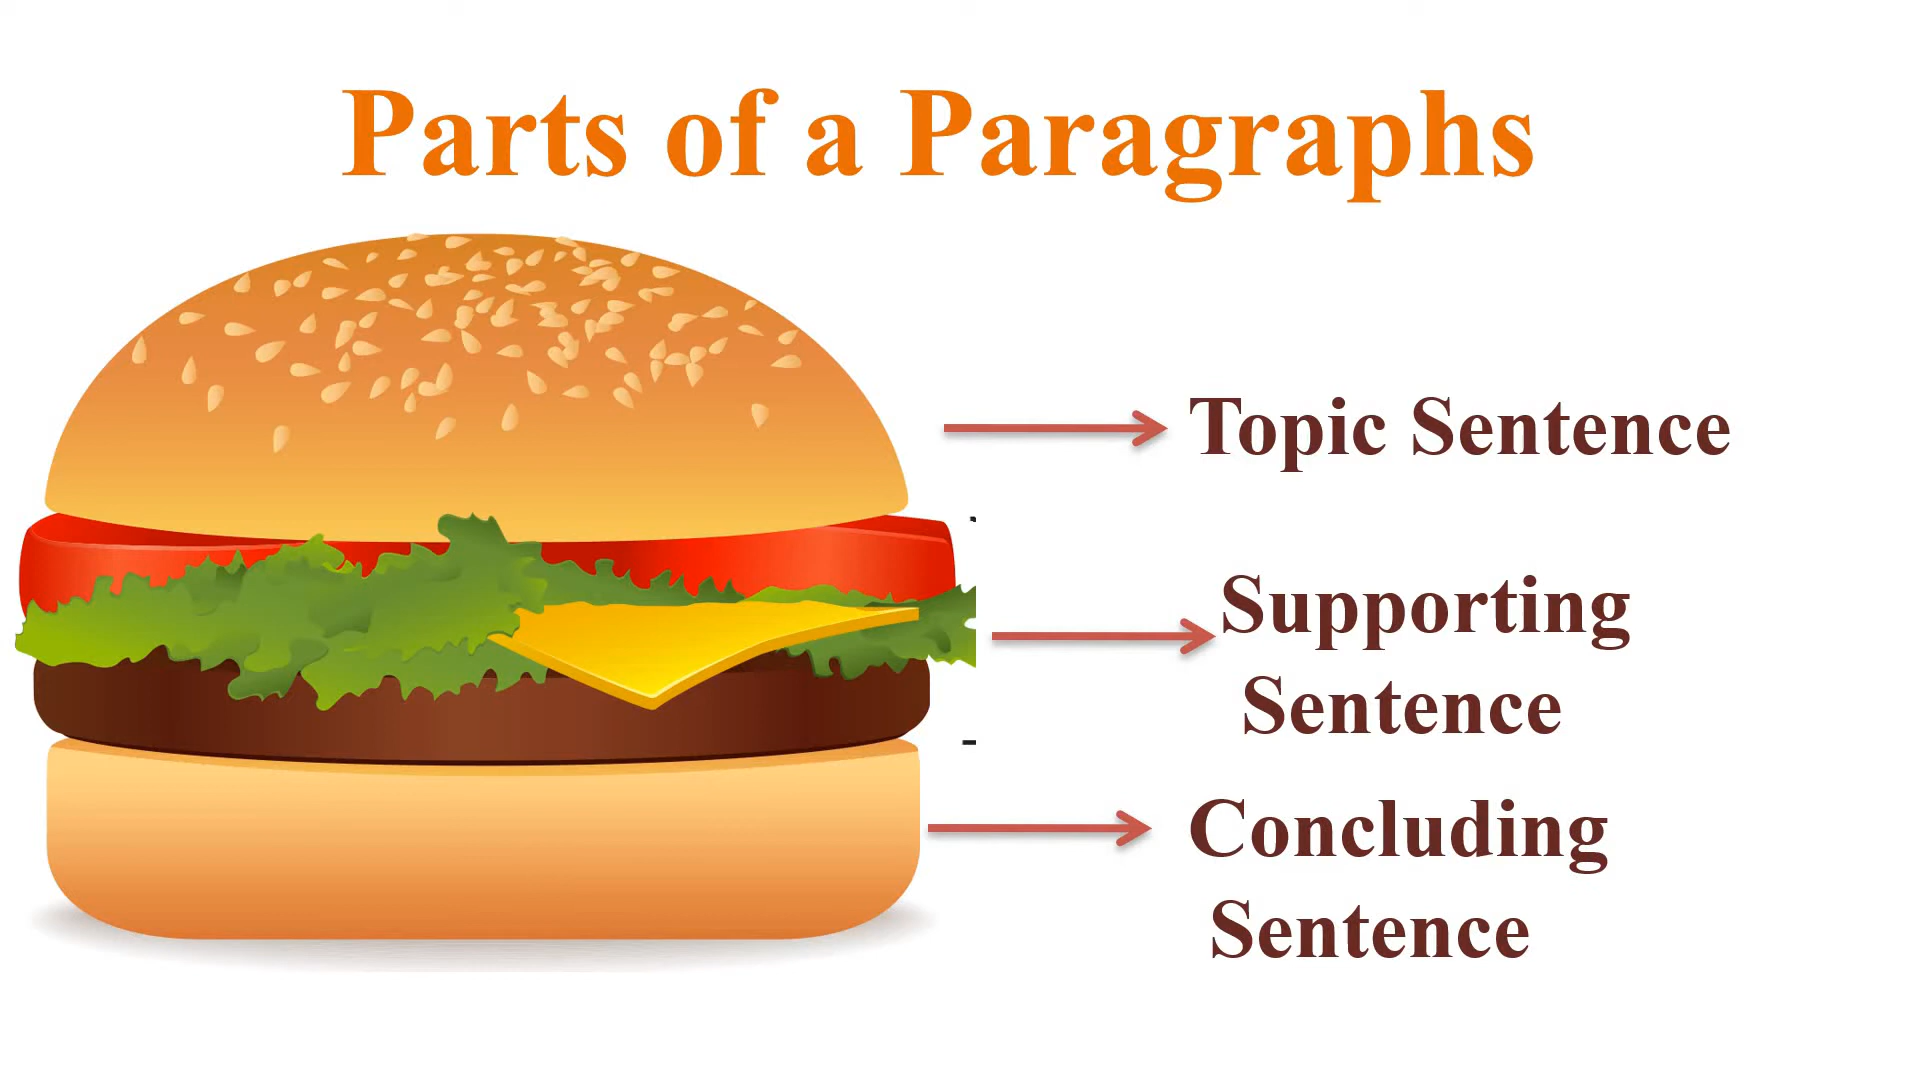 Parts of a Paragraphs
Topic Sentence
Supporting
Sentence
Concluding
Sentence